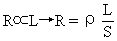 R∝L→R = ρ L/S